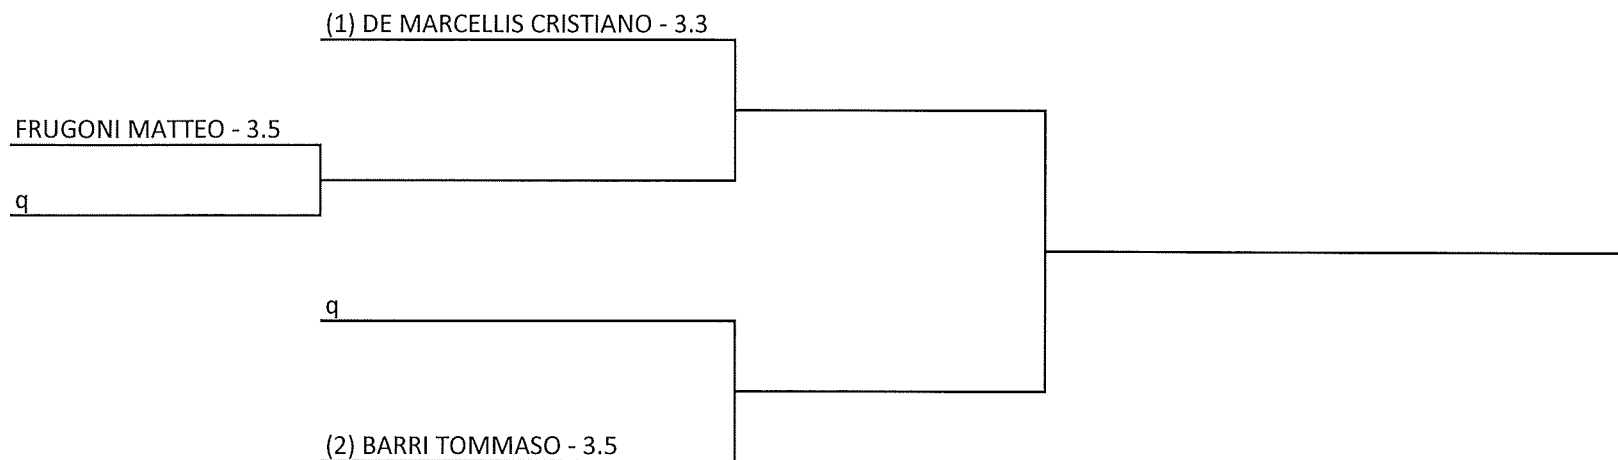 (1) DE MARCELLIS CRISTIANO - 3.3
FRUGONI MATTEO - 3.5
q
q
(2) BARRI TOMMASO - 3.5